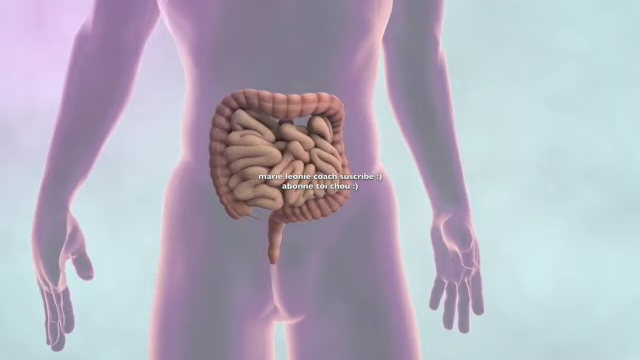 marie leonie coach suscribe :)
abonne toi chou :)